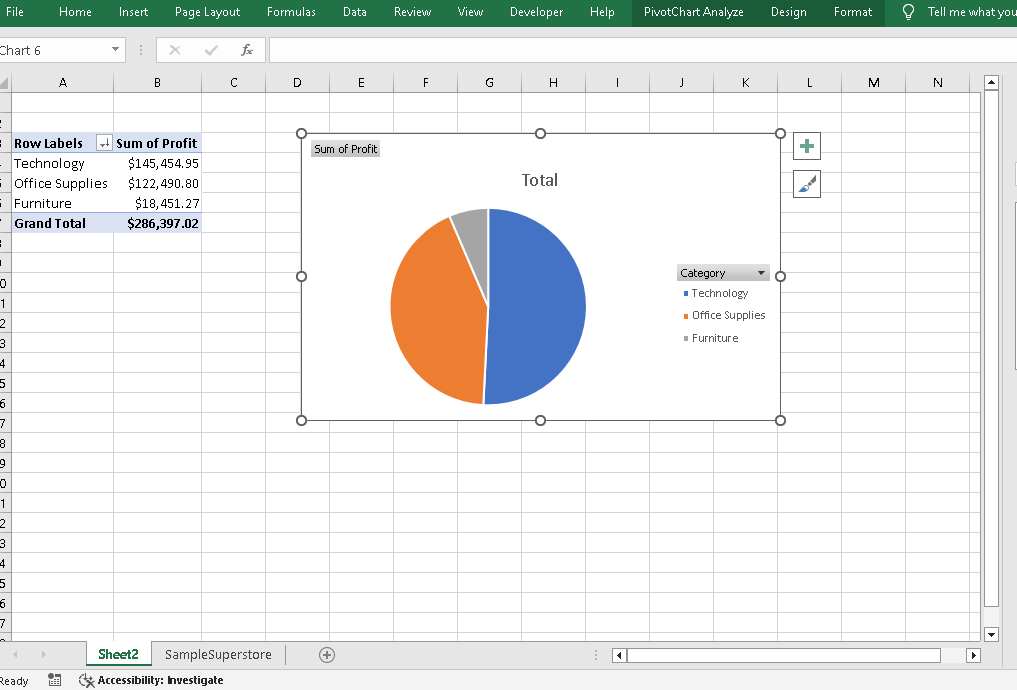 File Home Insert Page Layout Formulas Data Review View Developer Help PivotChart Analyze Design Format Tell me what you
Chart 6 fx
A B C D E F G H I J K L M N
Row Labels Sum of Profit
Technology $145,454.95
Office Supplies $122,490.80
Furniture $18,451.27
Grand Total $286,397.02
Sum of Profit
Total
Category
Technology
Office Supplies
Furniture
Sheet2 SampleSuperstore
Ready Accessibility: Investigate